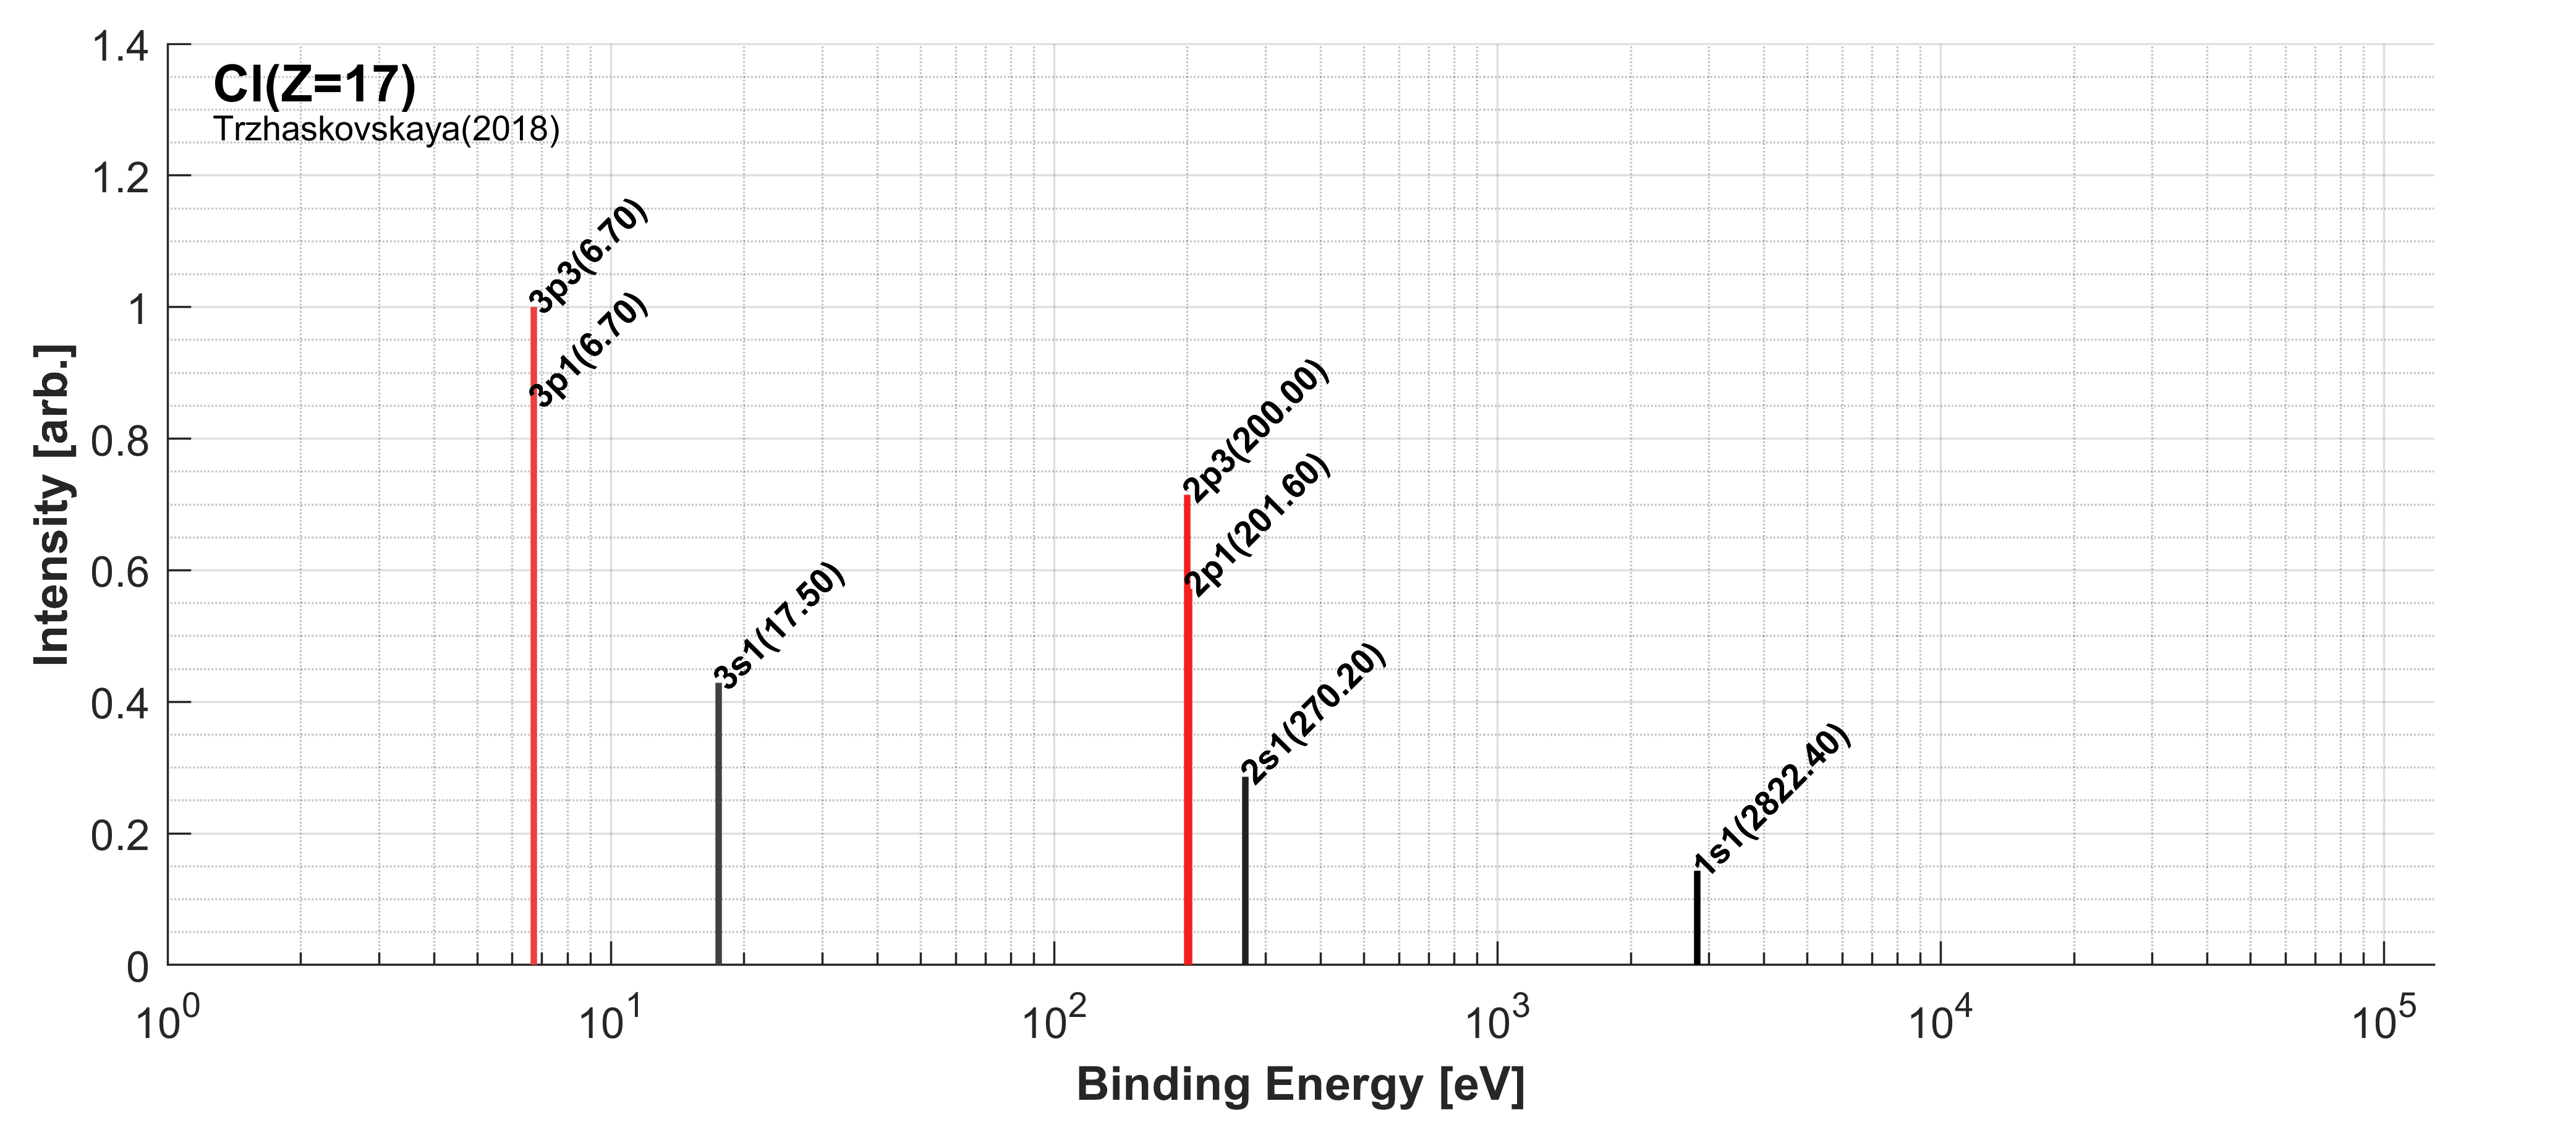 Cl(Z=17)
Trzhaskovskaya(2018)
Intensity [arb.]
1.4
1.2
1
0.8
0.6
0.4
0.2
0
3p3(6.70)
3p1(6.70)
3s1(17.50)
2p3(200.00)
2p1(201.60)
2s1(270.20)
1s1(2822.40)
10^0 10^1 10^2 10^3 10^4 10^5
Binding Energy [eV]